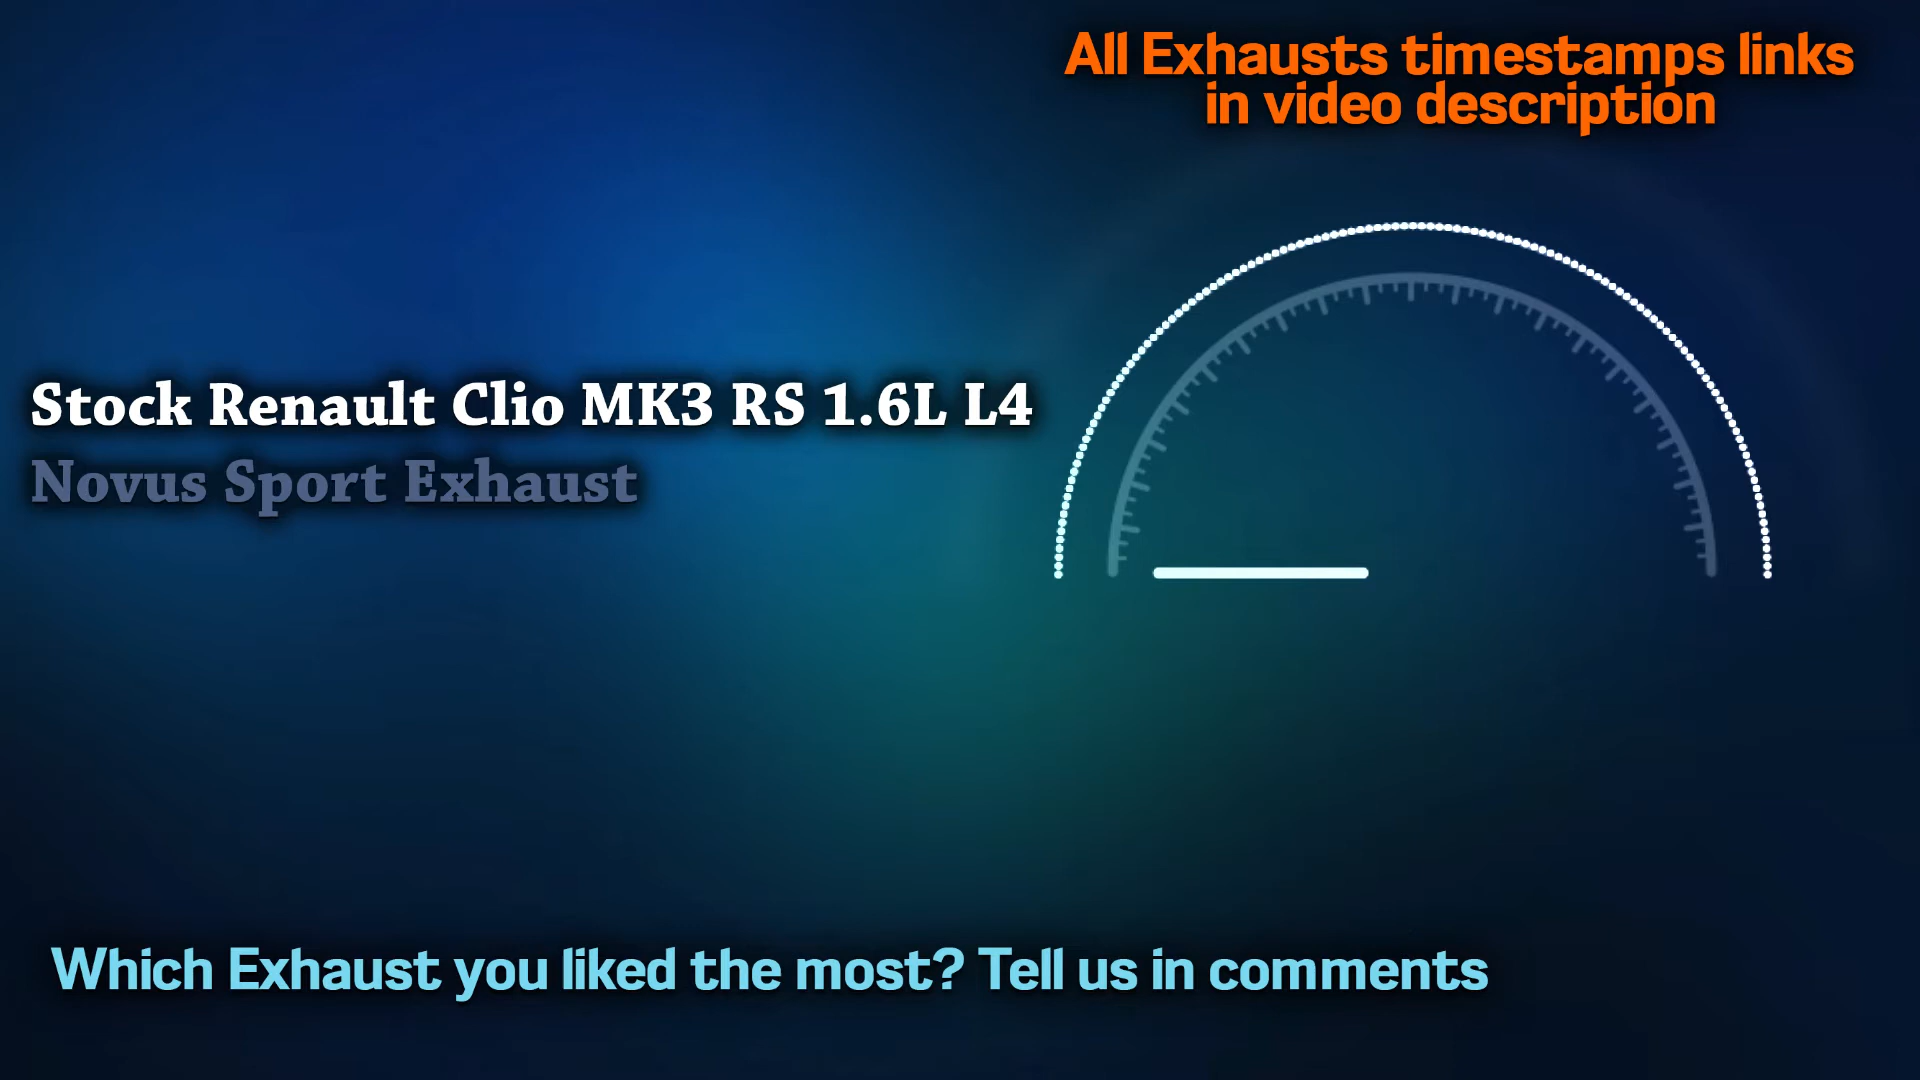 All Exhausts timestamps links
in video description
Stock Renault Clio MK3 RS 1.6L L4
Novus Sport Exhaust
Which Exhaust you liked the most? Tell us in comments